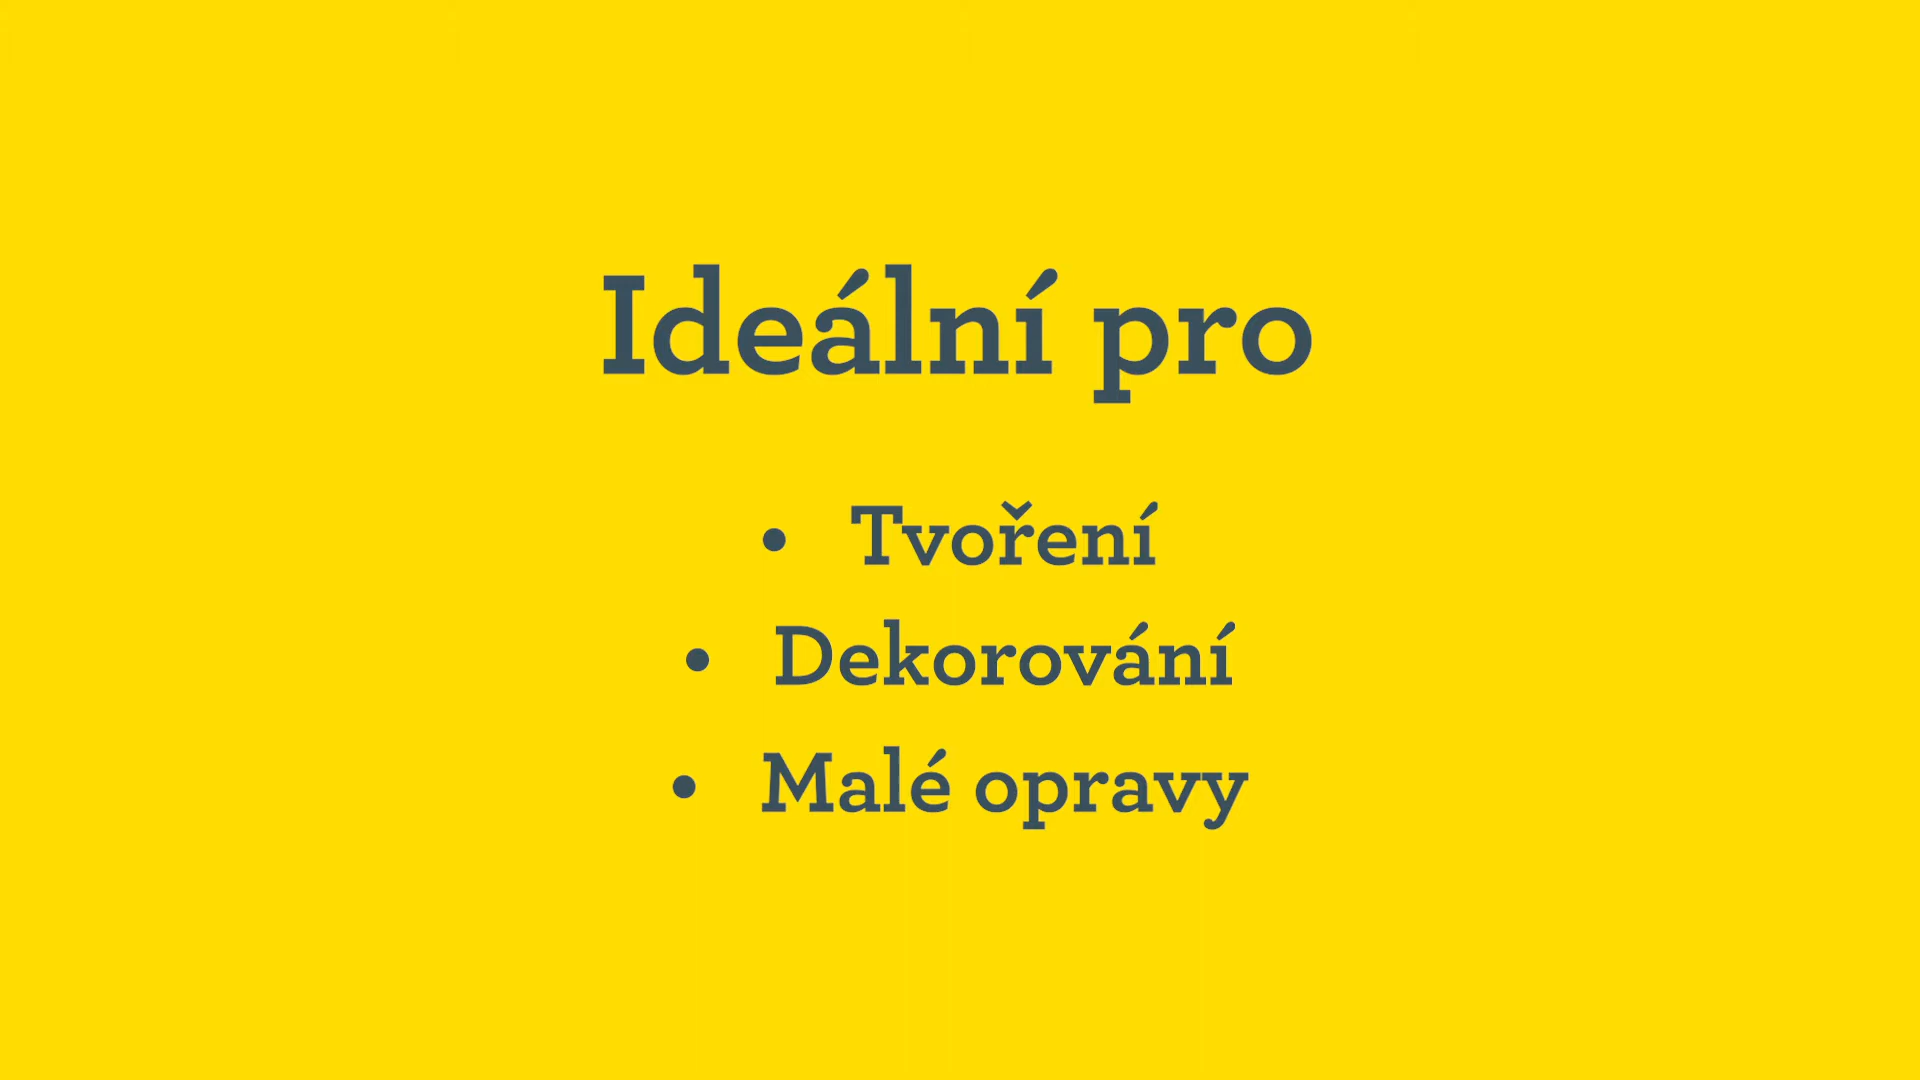 Ideální pro
• Tvoření
• Dekorování
• Malé opravy